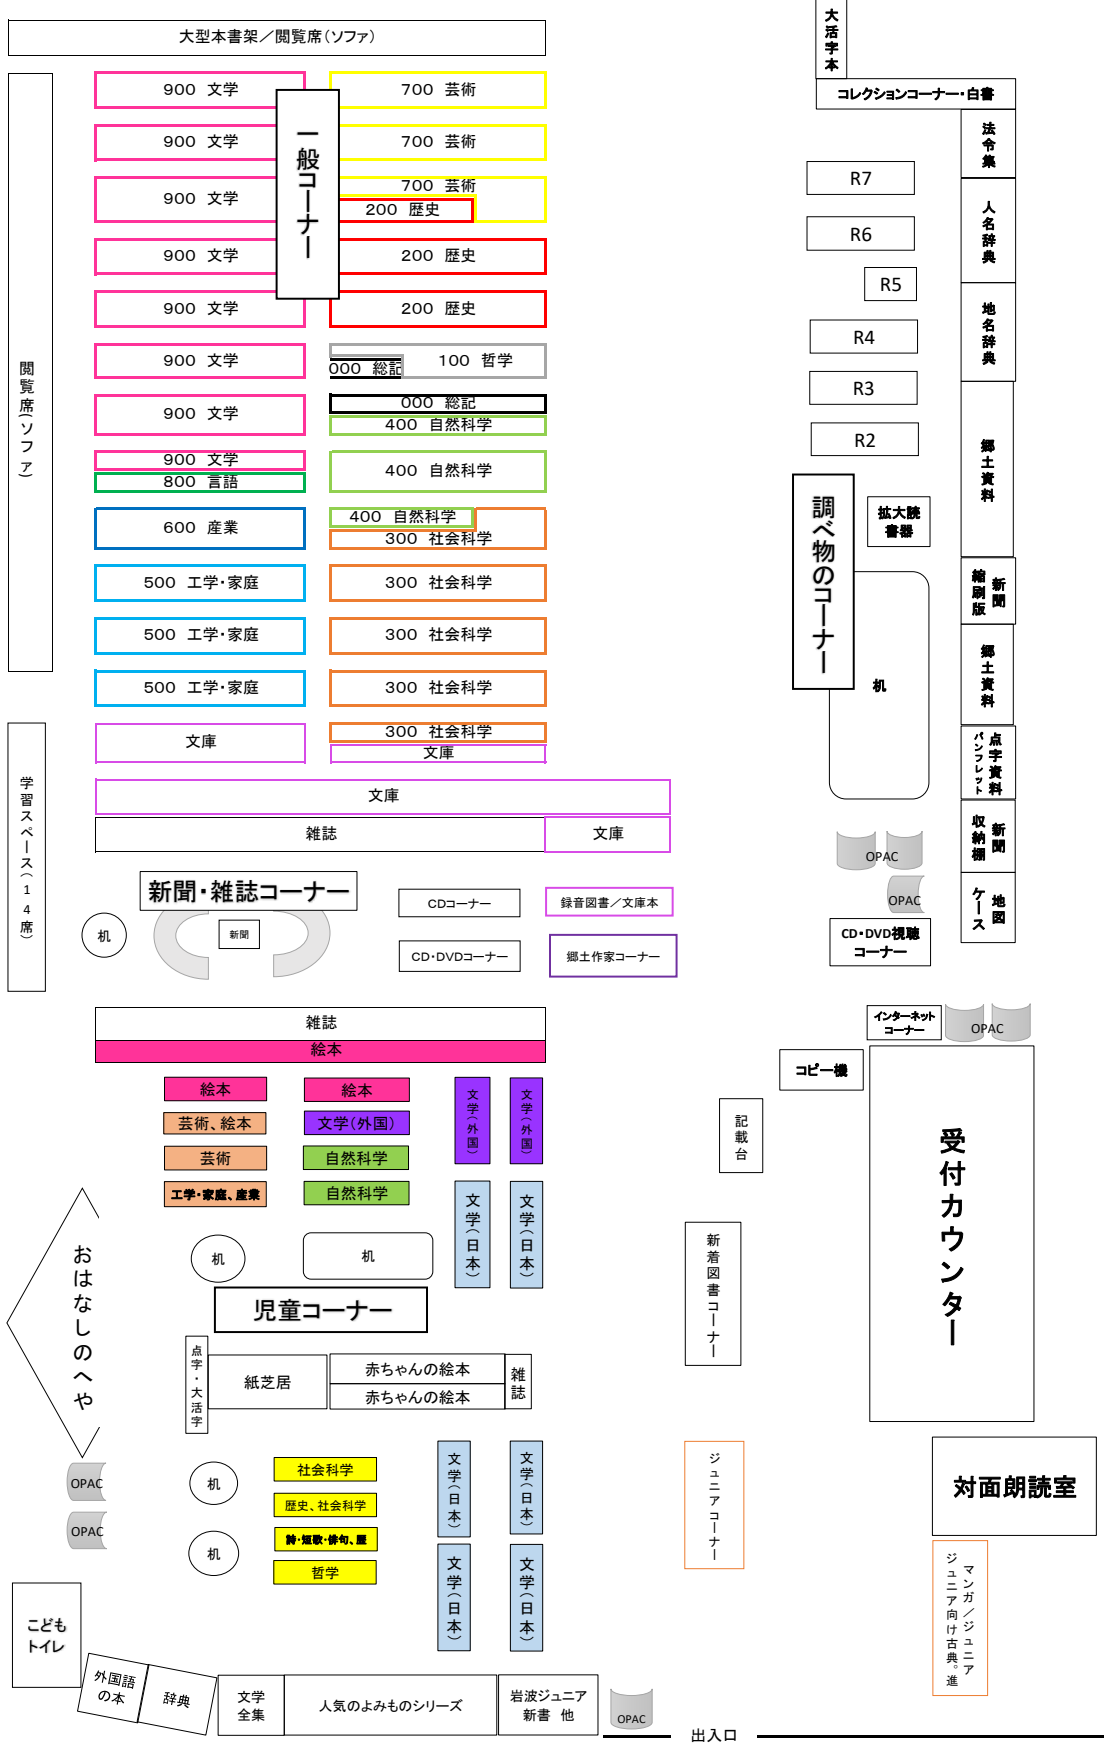 大型本書架／閲覧席（ソファ）
大活字本
コレクションコーナー・白書
900 文学
700 芸術
一般コーナー
900 文学
700 芸術
法令集
900 文学
700 芸術
200 歴史
R7
人名辞典
900 文学
200 歴史
R6
900 文学
200 歴史
R5
地名辞典
閲覧席（ソファ）
900 文学
000 総記
100 哲学
R4
900 文学
000 総記
400 自然科学
R3
郷土資料
900 文学
800 言語
400 自然科学
R2
調べ物のコーナー
拡大読
書器
600 産業
400 自然科学
300 社会科学
500 工学・家庭
300 社会科学
新聞
縮刷版
500 工学・家庭
300 社会科学
郷土資料
500 工学・家庭
300 社会科学
机
文庫
300 社会科学
文庫
点字資料
パンフレット
学習スペース（14席）
文庫
雑誌
文庫
新聞
収納棚
OPAC
新聞・雑誌コーナー
机
新聞
CDコーナー
録音図書／文庫本
OPAC
地図
ケース
CD・DVDコーナー
郷土作家コーナー
CD・DVD視聴
コーナー
雑誌
絵本
インターネット
コーナー
OPAC
コピー機
絵本
絵本
文学（外国）
文学（外国）
芸術、絵本
文学（外国）
記載台
芸術
自然科学
工学・家庭、産業
自然科学
文学（日本）
文学（日本）
受付カウンター
おはなしのへや
机
机
新着図書コーナー
児童コーナー
点字・大活字
紙芝居
赤ちゃんの絵本
赤ちゃんの絵本
雑誌
OPAC
机
社会科学
文学（日本）
文学（日本）
ジュニアコーナー
対面朗読室
歴史、社会科学
OPAC
机
詩・短歌・俳句、歴
哲学
文学（日本）
文学（日本）
マンガ／ジュニア
ジュニア向け古典。進
こども
トイレ
外国語
の本
辞典
文学
全集
人気のよみものシリーズ
岩波ジュニア
新書 他
OPAC
出入口